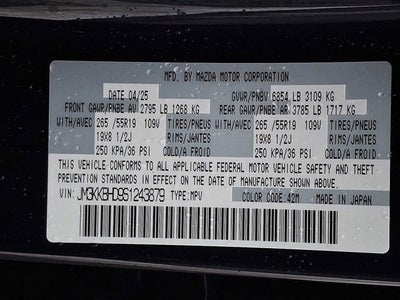 MFD. BY MAZDA MOTOR CORPORATION
DATE 04/25 GVWR/PNBV 6854 LB 3109 KG
FRONT GAWR/PNBE AV 2795 LB 1268 KG REAR GAWR/PNBE AR 3785 LB 1717 KG
WITH/AVEC 265 /55R19 109V TIRES/PNEUS WITH/AVEC 265 /55R19 109V TIRES/PNEUS
19X8 1/2J RIMS/JANTES 19X8 1/2J RIMS/JANTES
250 KPA/36 PSI COLD/A FROID 250 KPA/36 PSI COLD/A FROID
THIS VEHICLE CONFORMS TO ALL APPLICABLE FEDERAL MOTOR VEHICLE SAFETY AND THEFT
PREVENTION STANDARDS IN EFFECT ON THE DATE OF MANUFACTURE SHOWN ABOVE.
VIN: JM3KKBHD9S1243879 TYPE:MPV COLOR CODE:42M MADE IN JAPAN